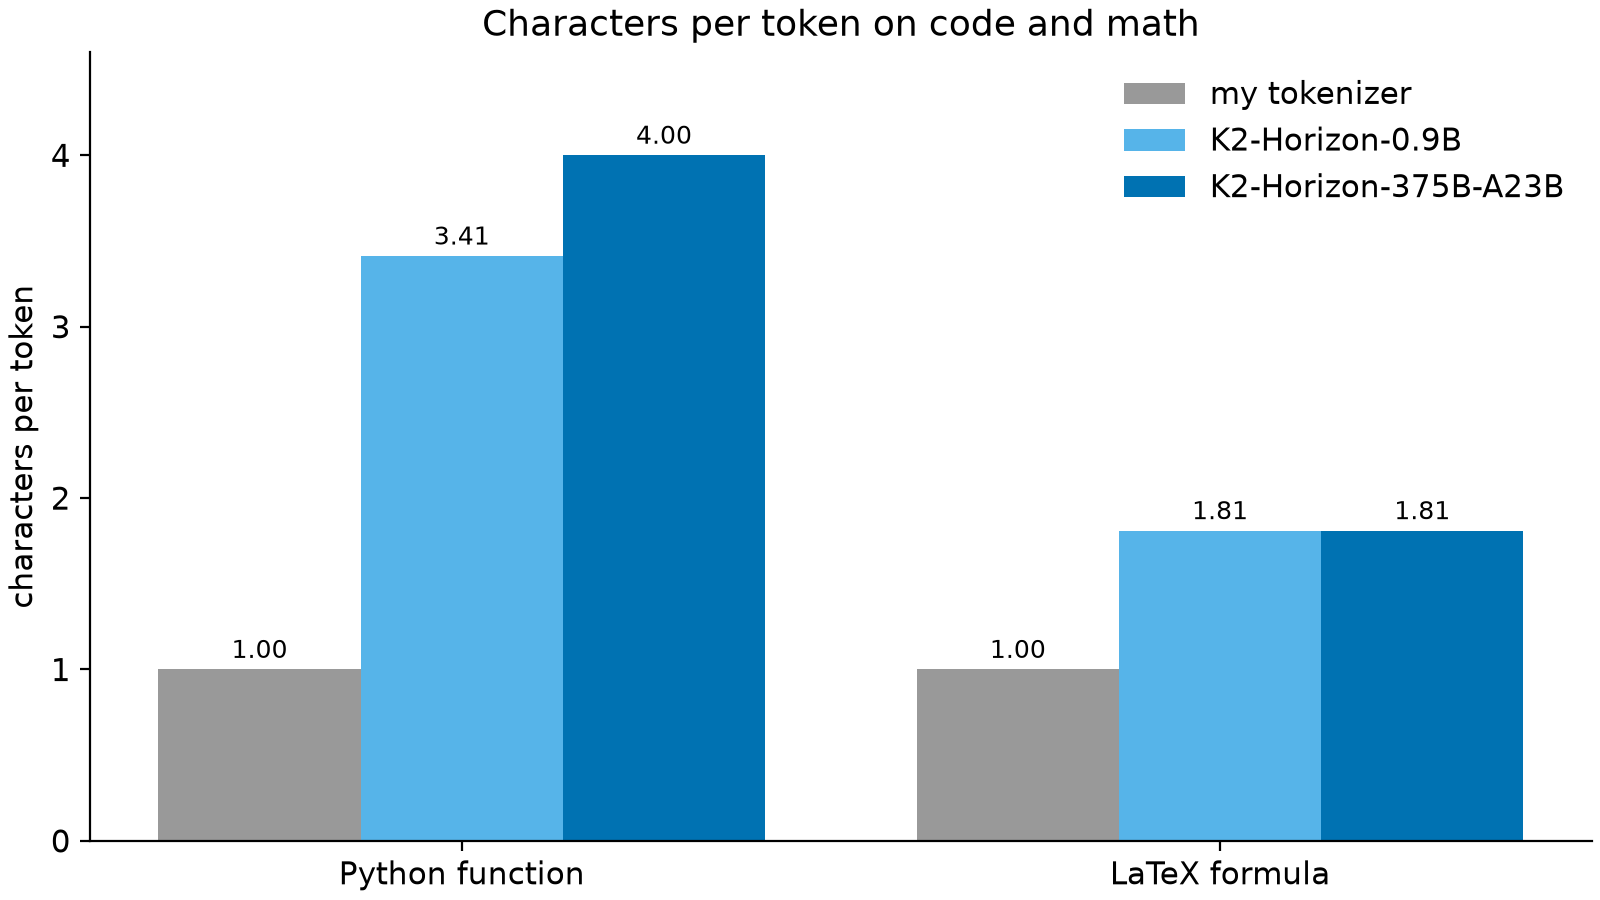 Characters per token on code and math
my tokenizer
K2-Horizon-0.9B
K2-Horizon-375B-A23B
characters per token
4
3
2
1
0
1.00
3.41
4.00
1.00
1.81
1.81
Python function
LaTeX formula